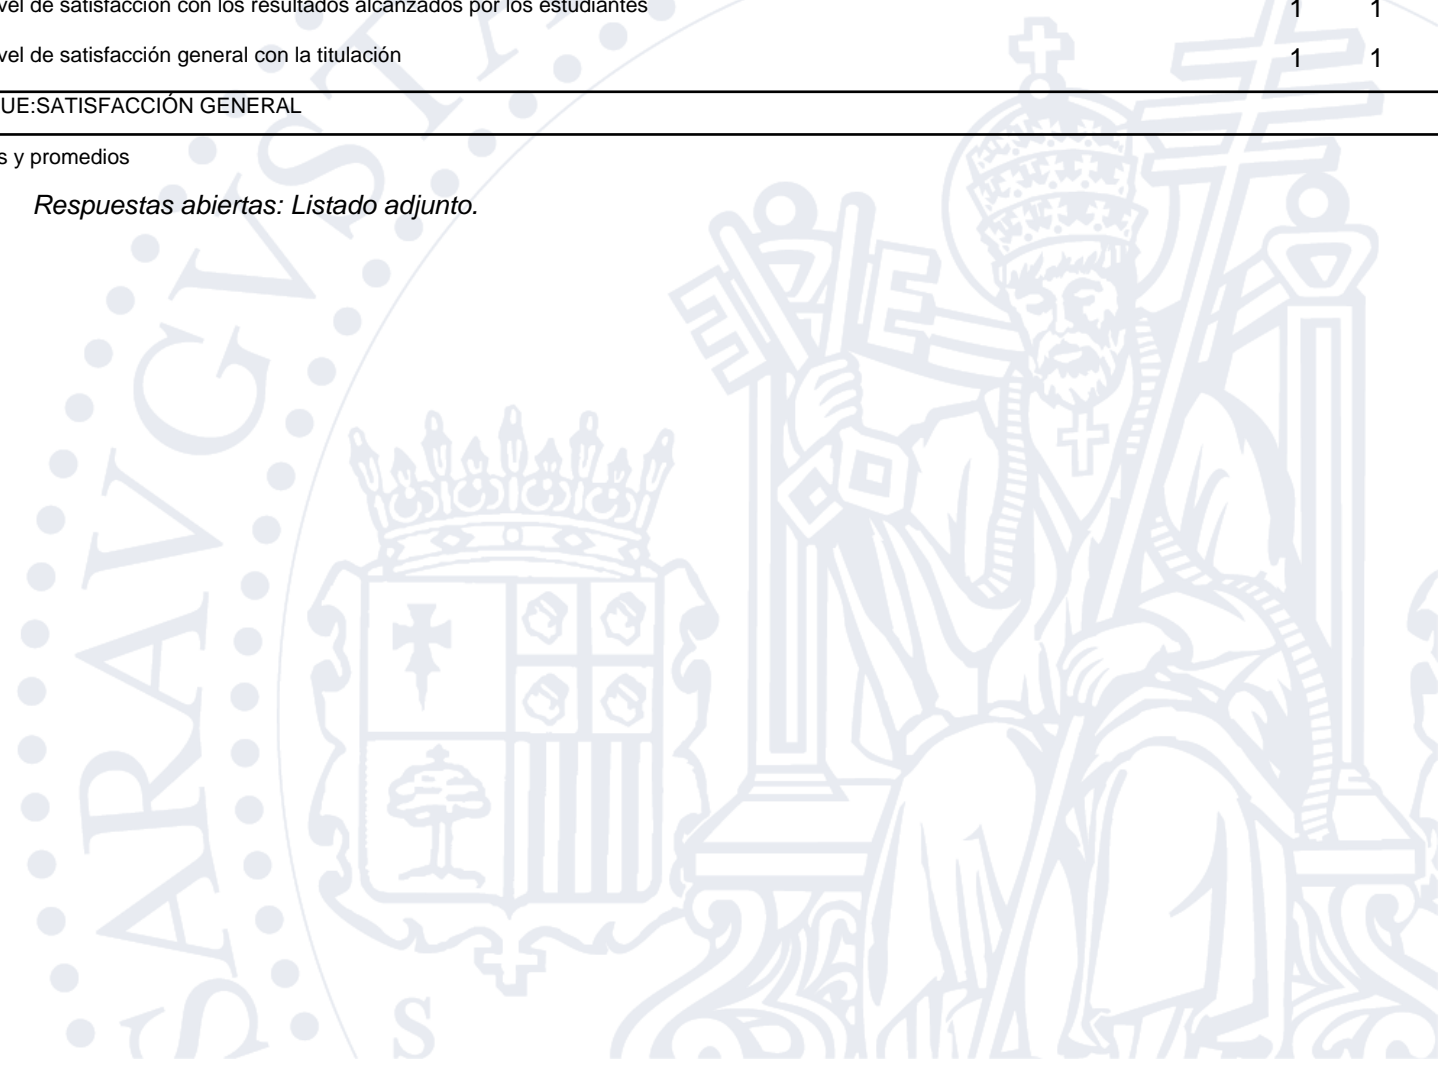 vel de satisfacción con los resultados alcanzados por los estudiantes 1 1
vel de satisfacción general con la titulación 1 1
UE:SATISFACCIÓN GENERAL
s y promedios
Respuestas abiertas: Listado adjunto.
SARAVGVSTA
S